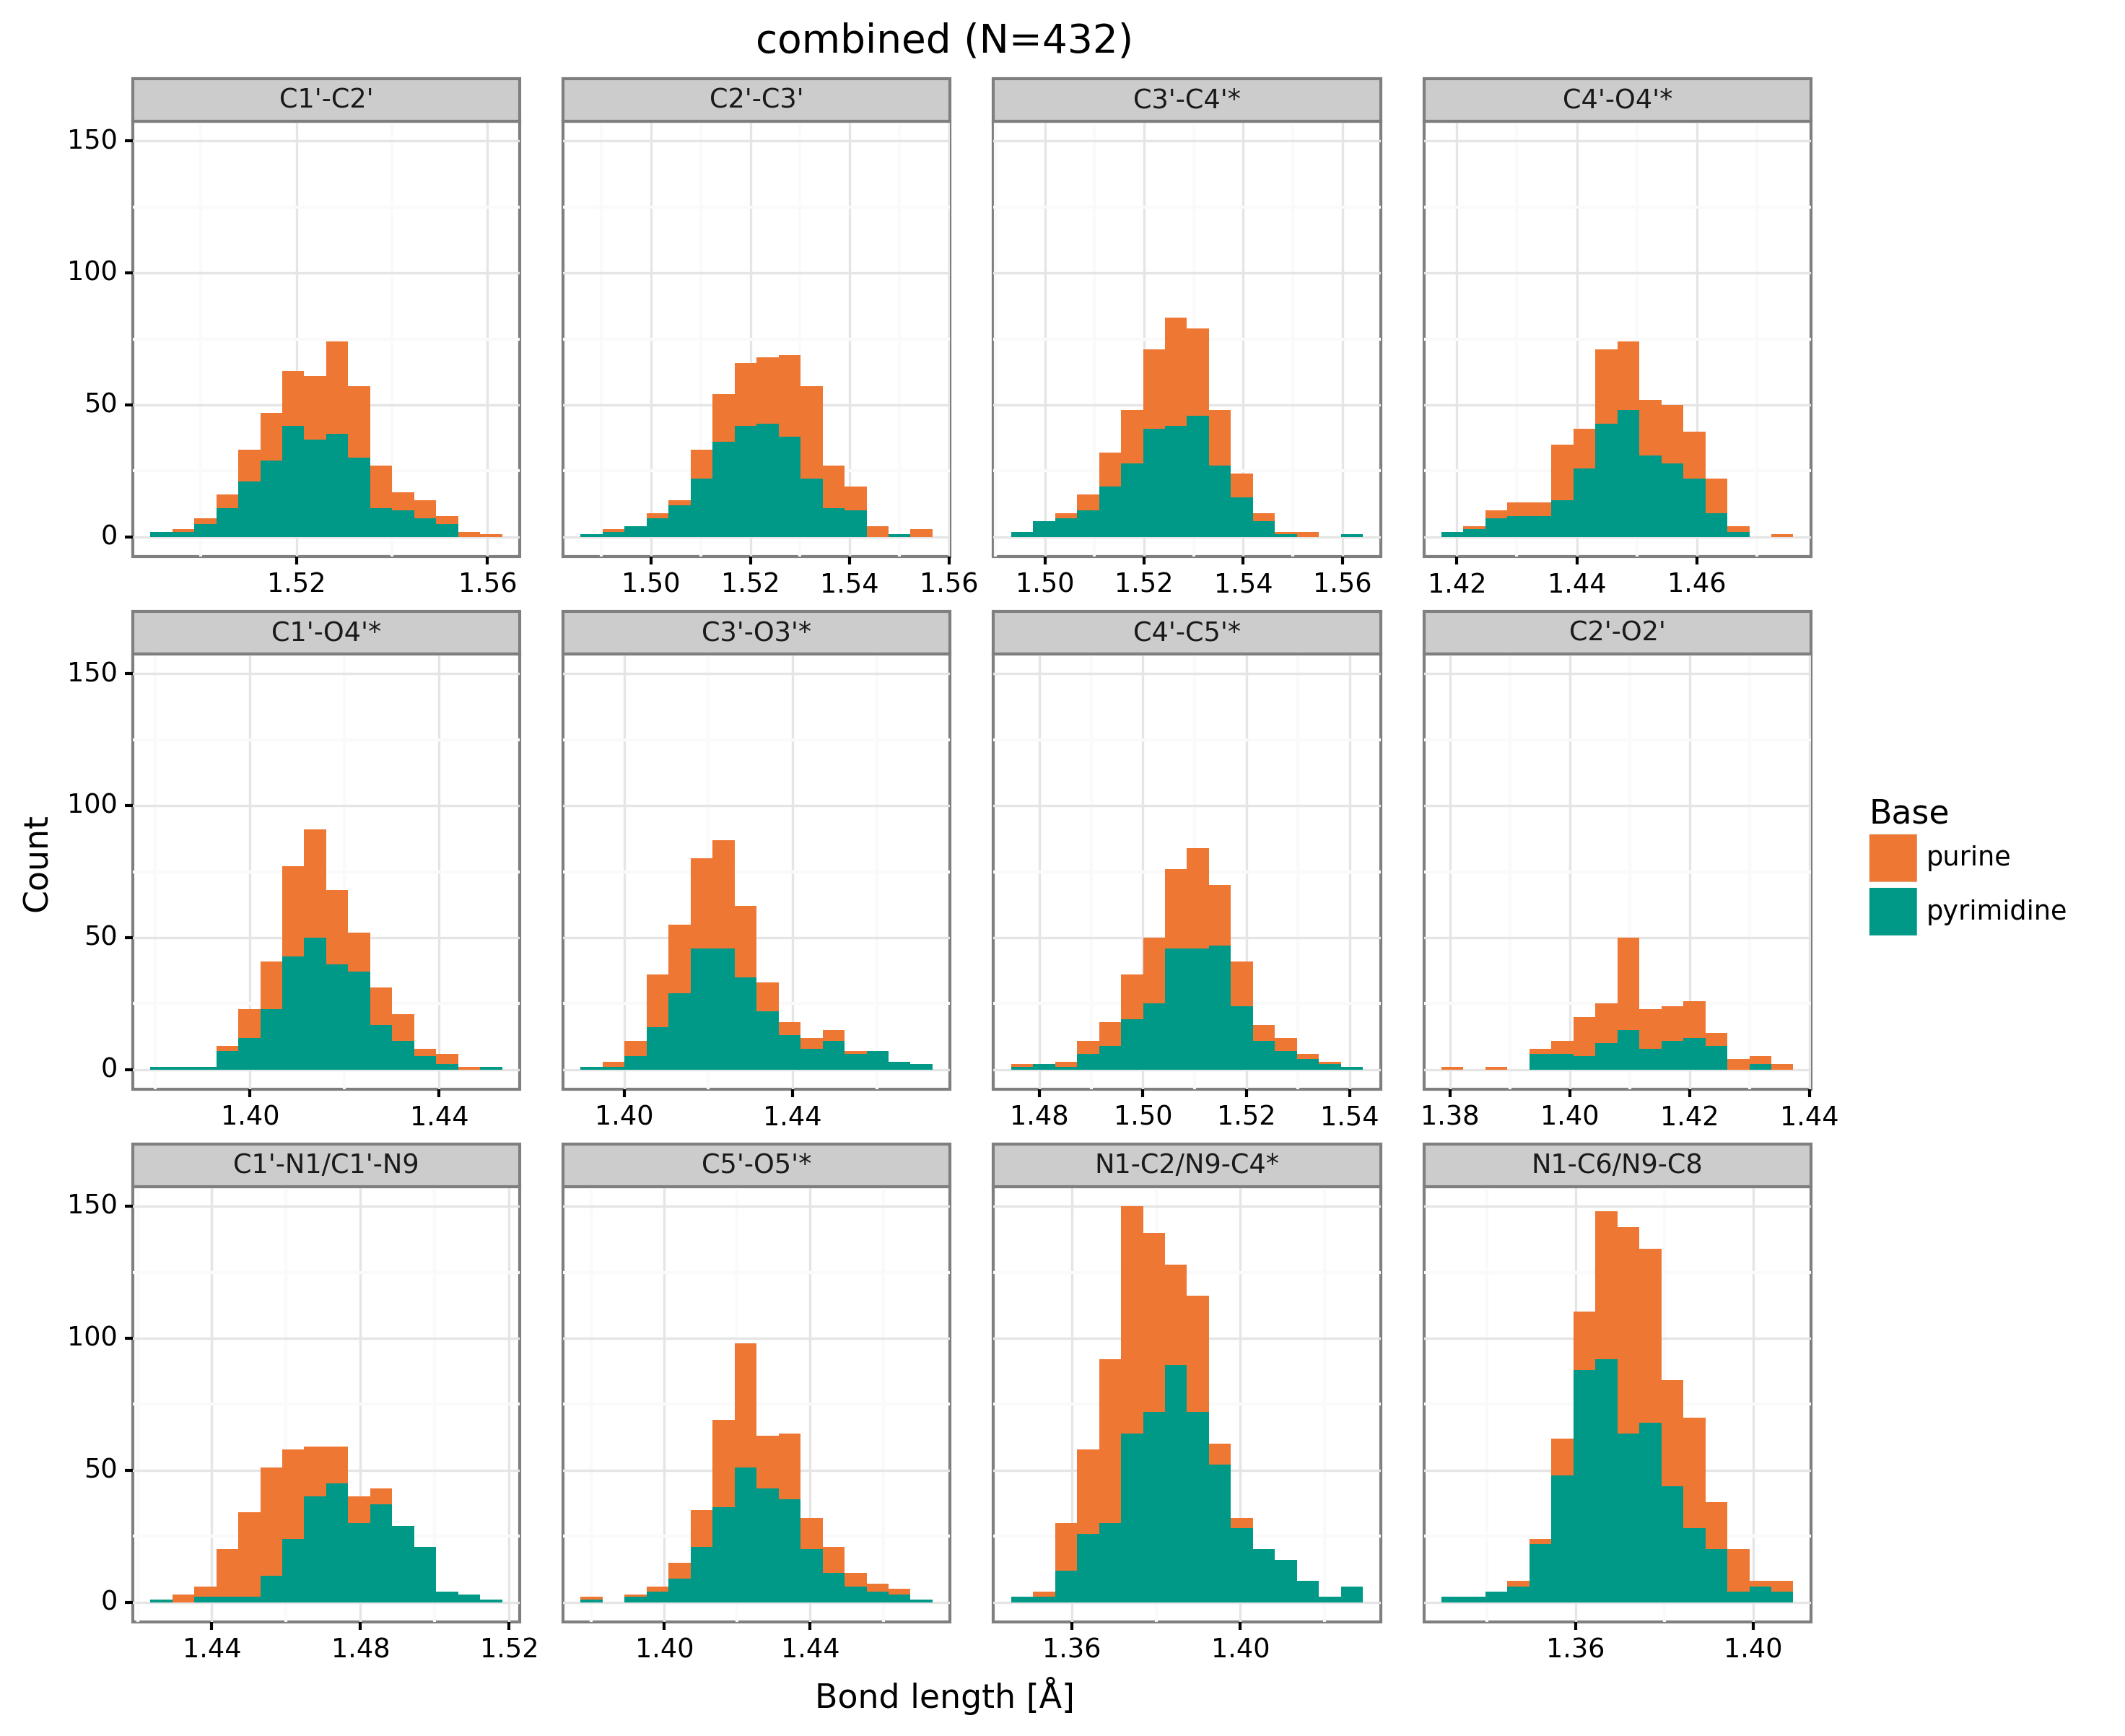 combined (N=432)
C1'-C2' C2'-C3' C3'-C4'* C4'-O4'*
150
100
50
0
1.52 1.56 1.50 1.52 1.54 1.56 1.50 1.52 1.54 1.56 1.42 1.44 1.46
C1'-O4'* C3'-O3'* C4'-C5'* C2'-O2'
150
100
50
0
1.40 1.44 1.40 1.44 1.48 1.50 1.52 1.54 1.38 1.40 1.42 1.44
C1'-N1/C1'-N9 C5'-O5'* N1-C2/N9-C4* N1-C6/N9-C8
150
100
50
0
1.44 1.48 1.52 1.40 1.44 1.36 1.40 1.36 1.40
Count
Bond length [Å]
Base
purine
pyrimidine